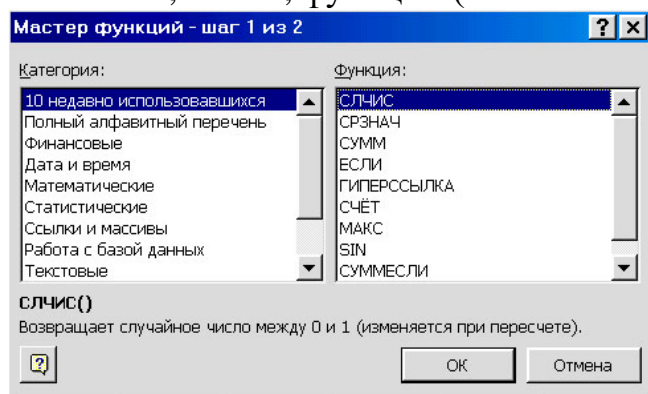 Мастер функций - шаг 1 из 2
Категория:
10 недавно использовавшихся
Полный алфавитный перечень
Финансовые
Дата и время
Математические
Статистические
Ссылки и массивы
Работа с базой данных
Текстовые
Функция:
СЛЧИС
СРЗНАЧ
СУММ
ЕСЛИ
ГИПЕРССЫЛКА
СЧЁТ
МАКС
SIN
СУММЕСЛИ
СЛЧИС()
Возвращает случайное число между 0 и 1 (изменяется при пересчете).
ОК
Отмена